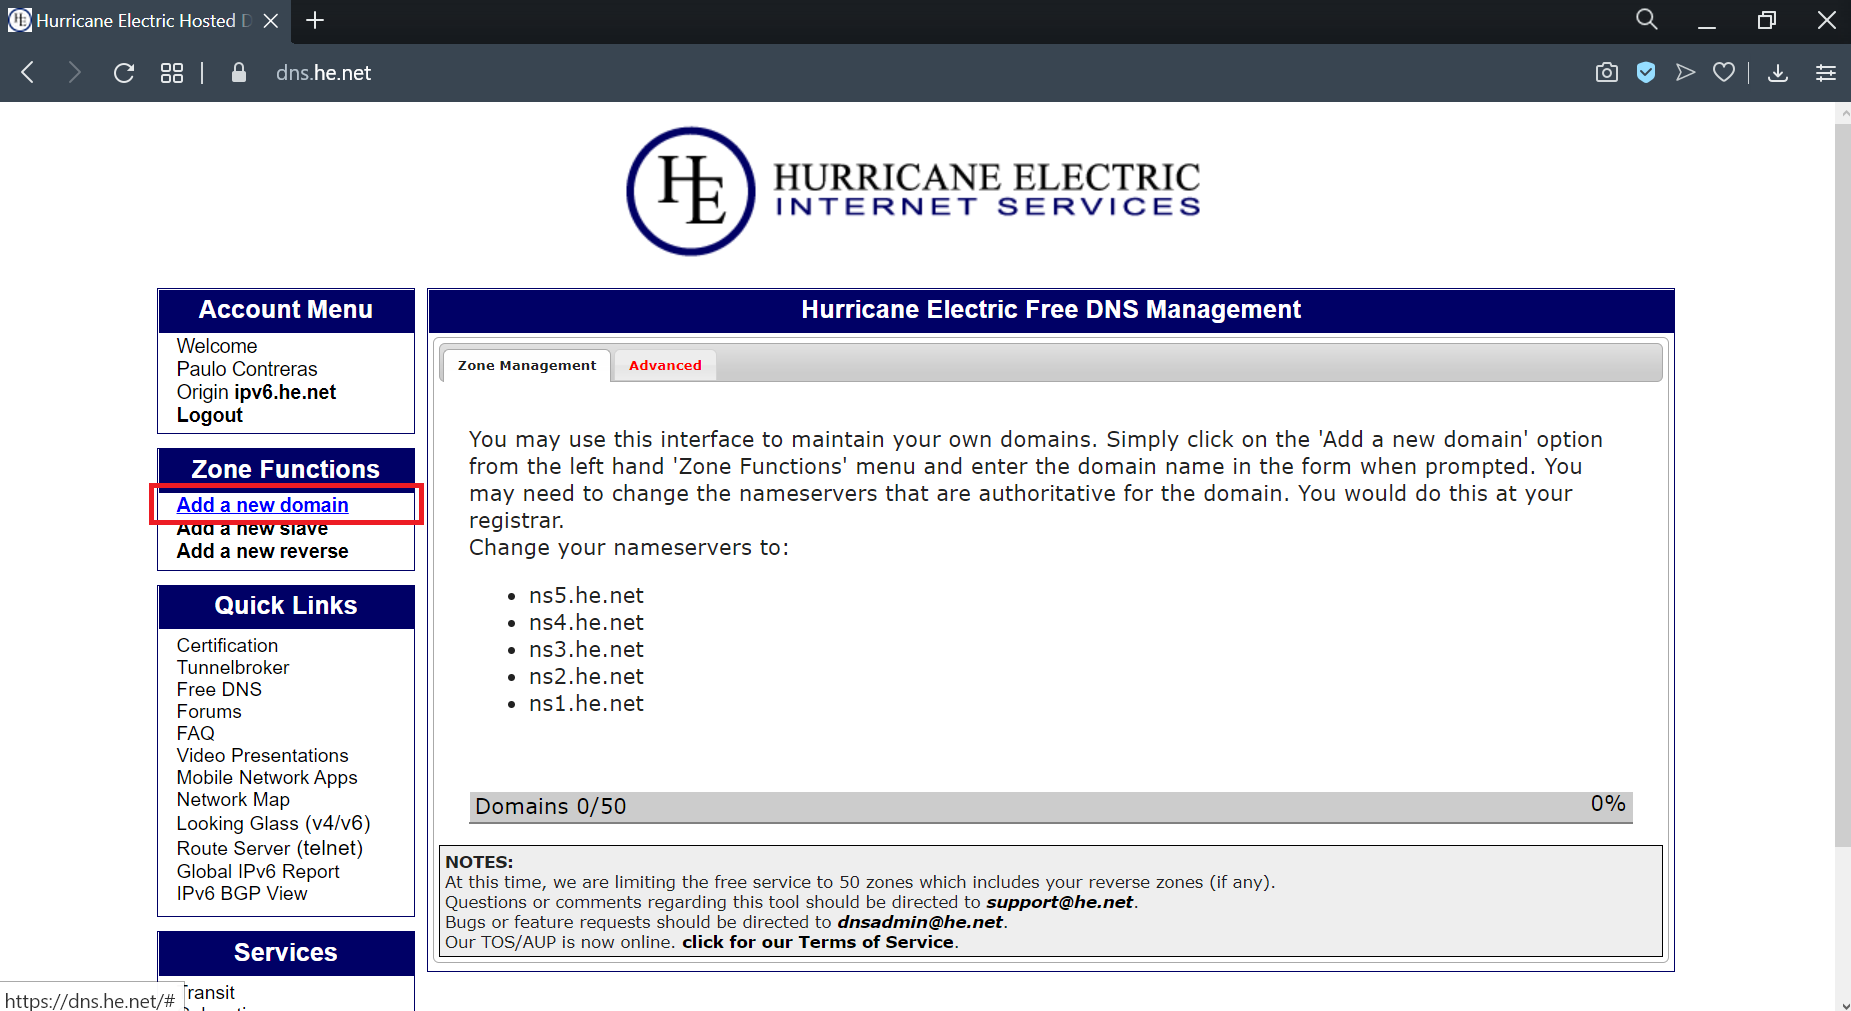 Hurricane Electric Hosted D
dns.he.net
HE
HURRICANE ELECTRIC
INTERNET SERVICES
Account Menu
Welcome
Paulo Contreras
Origin ipv6.he.net
Logout
Zone Functions
Add a new domain
Add a new slave
Add a new reverse
Quick Links
Certification
Tunnelbroker
Free DNS
Forums
FAQ
Video Presentations
Mobile Network Apps
Network Map
Looking Glass (v4/v6)
Route Server (telnet)
Global IPv6 Report
IPv6 BGP View
Services
Transit
Hurricane Electric Free DNS Management
Zone Management
Advanced
You may use this interface to maintain your own domains. Simply click on the 'Add a new domain' option
from the left hand 'Zone Functions' menu and enter the domain name in the form when prompted. You
may need to change the nameservers that are authoritative for the domain. You would do this at your
registrar.
Change your nameservers to:
ns5.he.net
ns4.he.net
ns3.he.net
ns2.he.net
ns1.he.net
Domains 0/50 0%
NOTES:
At this time, we are limiting the free service to 50 zones which includes your reverse zones (if any).
Questions or comments regarding this tool should be directed to support@he.net.
Bugs or feature requests should be directed to dnsadmin@he.net.
Our TOS/AUP is now online. click for our Terms of Service.
https://dns.he.net/#